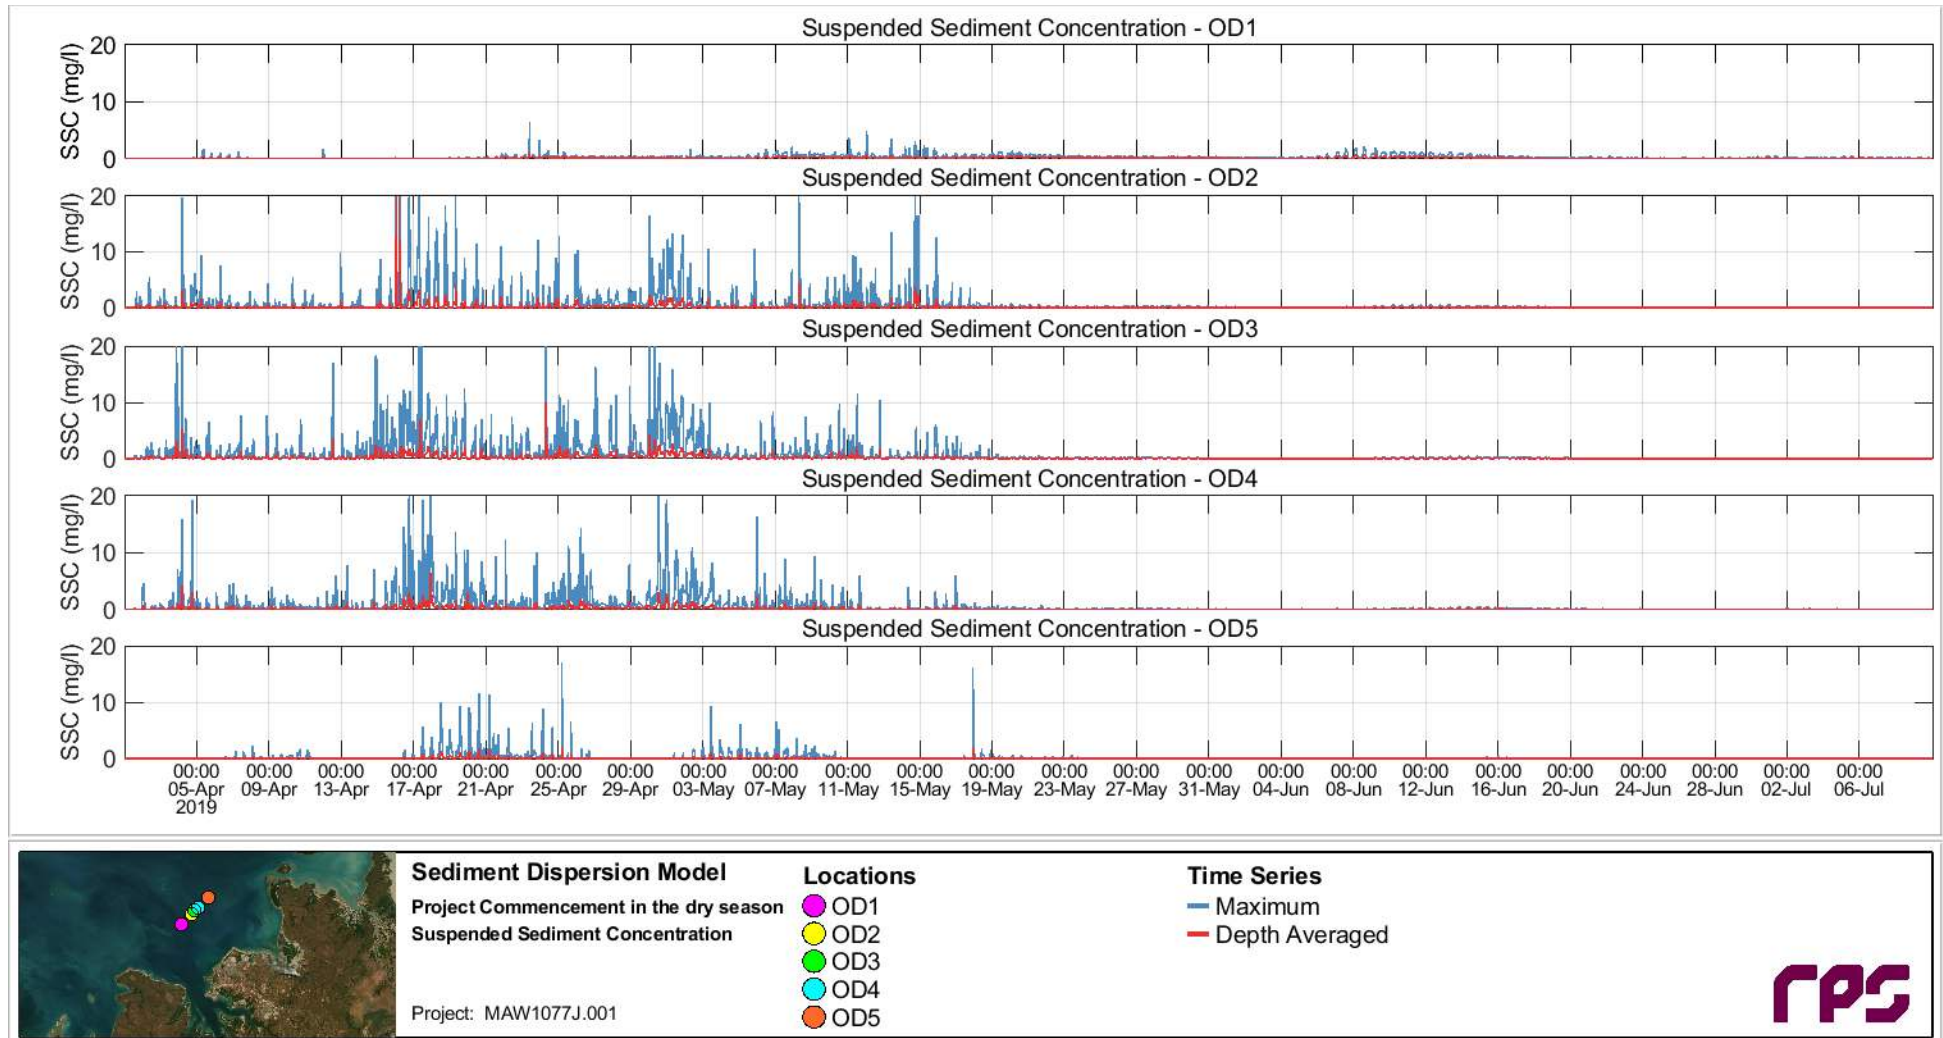 Suspended Sediment Concentration - OD1
SSC (mg/l)
20
10
0
Suspended Sediment Concentration - OD2
SSC (mg/l)
20
10
0
Suspended Sediment Concentration - OD3
SSC (mg/l)
20
10
0
Suspended Sediment Concentration - OD4
SSC (mg/l)
20
10
0
Suspended Sediment Concentration - OD5
SSC (mg/l)
20
10
0
00:00 00:00 00:00 00:00 00:00 00:00 00:00 00:00 00:00 00:00 00:00 00:00 00:00 00:00 00:00 00:00 00:00 00:00 00:00 00:00 00:00 00:00 00:00 00:00
05-Apr 09-Apr 13-Apr 17-Apr 21-Apr 25-Apr 29-Apr 03-May 07-May 11-May 15-May 19-May 23-May 27-May 31-May 04-Jun 08-Jun 12-Jun 16-Jun 20-Jun 24-Jun 28-Jun 02-Jul 06-Jul
2019
Sediment Dispersion Model
Project Commencement in the dry season
Suspended Sediment Concentration
Project: MAW1077J.001
Locations
OD1
OD2
OD3
OD4
OD5
Time Series
Maximum
Depth Averaged
rps